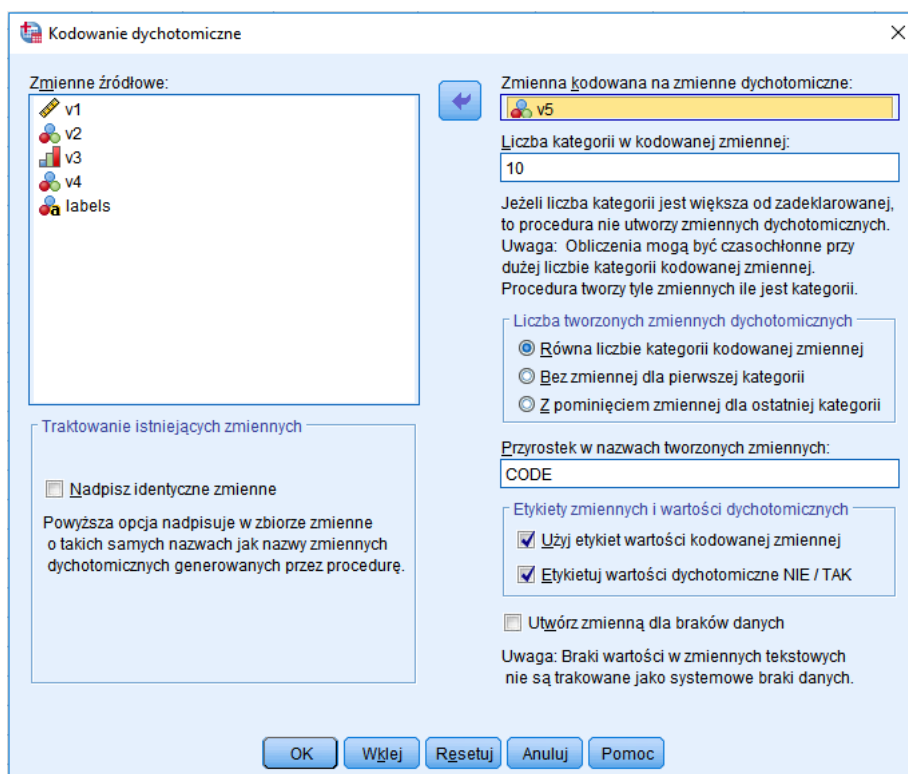 Kodowanie dychotomiczne
Zmienne źródłowe:
v1
v2
v3
v4
labels
Traktowanie istniejących zmiennych
Nadpisz identyczne zmienne
Powyższa opcja nadpisuje w zbiorze zmienne
o takich samych nazwach jak nazwy zmiennych
dychotomicznych generowanych przez procedurę.
Zmienna kodowana na zmienne dychotomiczne:
v5
Liczba kategorii w kodowanej zmiennej:
10
Jeżeli liczba kategorii jest większa od zadeklarowanej,
to procedura nie utworzy zmiennych dychotomicznych.
Uwaga: Obliczenia mogą być czasochłonne przy
dużej liczbie kategorii kodowanej zmiennej.
Procedura tworzy tyle zmiennych ile jest kategorii.
Liczba tworzonych zmiennych dychotomicznych
Równa liczbie kategorii kodowanej zmiennej
Bez zmiennej dla pierwszej kategorii
Z pominięciem zmiennej dla ostatniej kategorii
Przyrostek w nazwach tworzonych zmiennych:
CODE
Etykiety zmiennych i wartości dychotomicznych
Użyj etykiet wartości kodowanej zmiennej
Etykietuj wartości dychotomiczne NIE / TAK
Utwórz zmienną dla braków danych
Uwaga: Braki wartości w zmiennych tekstowych
nie są trakowane jako systemowe braki danych.
OK Wklej Resetuj Anuluj Pomoc